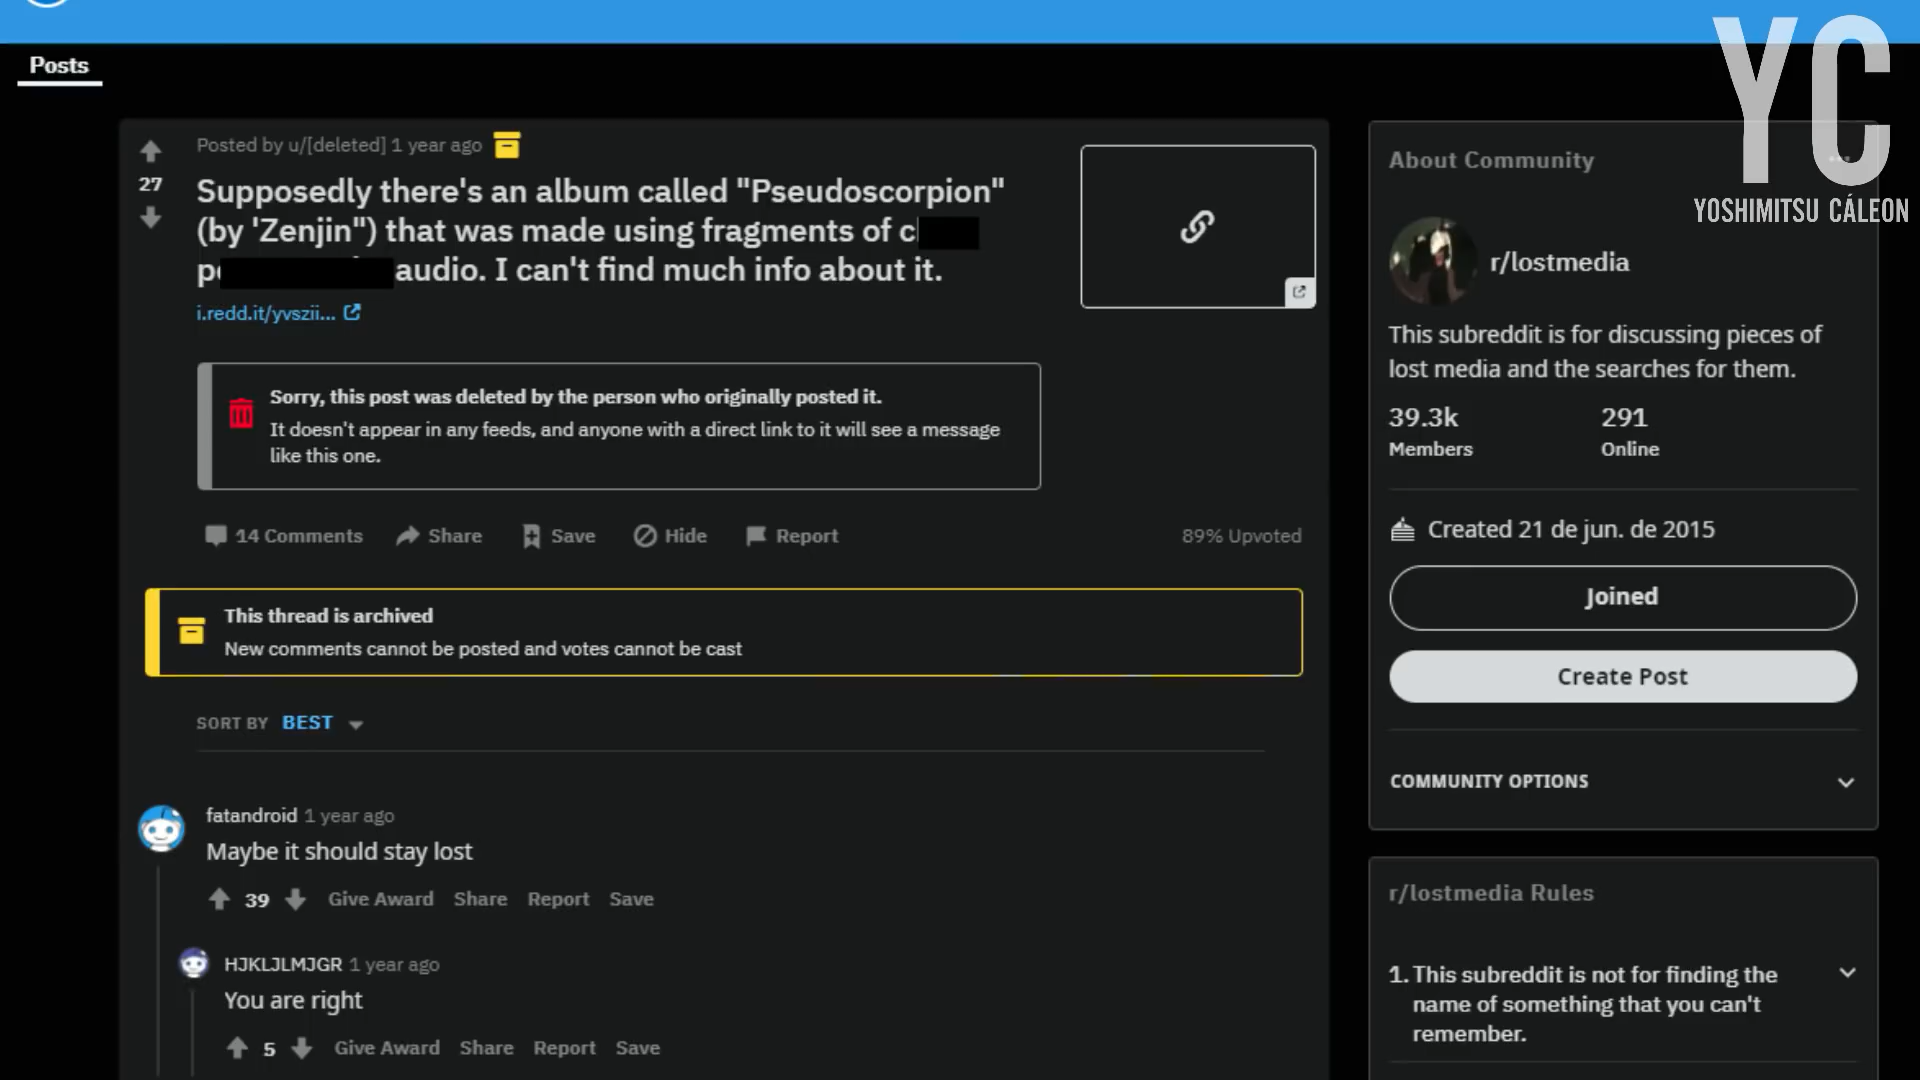 Posts
YC
YOSHIMITSU CÁLEON
Posted by u/[deleted] 1 year ago
27
Supposedly there's an album called "Pseudoscorpion"
(by 'Zenjin") that was made using fragments of c
p audio. I can't find much info about it.
i.redd.it/yvszii...
Sorry, this post was deleted by the person who originally posted it.
It doesn't appear in any feeds, and anyone with a direct link to it will see a message
like this one.
14 Comments Share Save Hide Report 89% Upvoted
This thread is archived
New comments cannot be posted and votes cannot be cast
SORT BY BEST
fatandroid 1 year ago
Maybe it should stay lost
39 Give Award Share Report Save
HJKLJLMJGR 1 year ago
You are right
5 Give Award Share Report Save
About Community
r/lostmedia
This subreddit is for discussing pieces of
lost media and the searches for them.
39.3k 291
Members Online
Created 21 de jun. de 2015
Joined
Create Post
COMMUNITY OPTIONS
r/lostmedia Rules
1. This subreddit is not for finding the
name of something that you can't
remember.